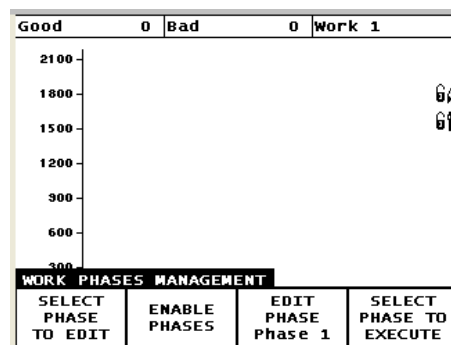 Good 0 Bad 0 Work 1
2100
1800
1500
1200
900
600
300
WORK PHASES MANAGEMENT
SELECT PHASE TO EDIT
ENABLE PHASES
EDIT PHASE Phase 1
SELECT PHASE TO EXECUTE